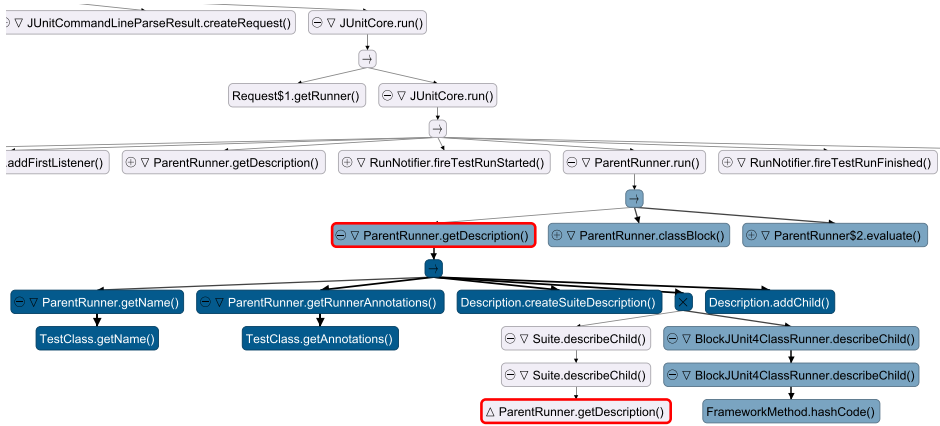 JUnitCommandLineParseResult.createRequest() JUnitCore.run()
→
Request$1.getRunner() JUnitCore.run()
→
.addFirstListener() ParentRunner.getDescription() RunNotifier.fireTestRunStarted() ParentRunner.run() RunNotifier.fireTestRunFinished()
→
ParentRunner.getDescription() ParentRunner.classBlock() ParentRunner$2.evaluate()
→
ParentRunner.getName() ParentRunner.getRunnerAnnotations() Description.createSuiteDescription() × Description.addChild()
TestClass.getName() TestClass.getAnnotations() Suite.describeChild() BlockJUnit4ClassRunner.describeChild()
Suite.describeChild() BlockJUnit4ClassRunner.describeChild()
ParentRunner.getDescription() FrameworkMethod.hashCode()